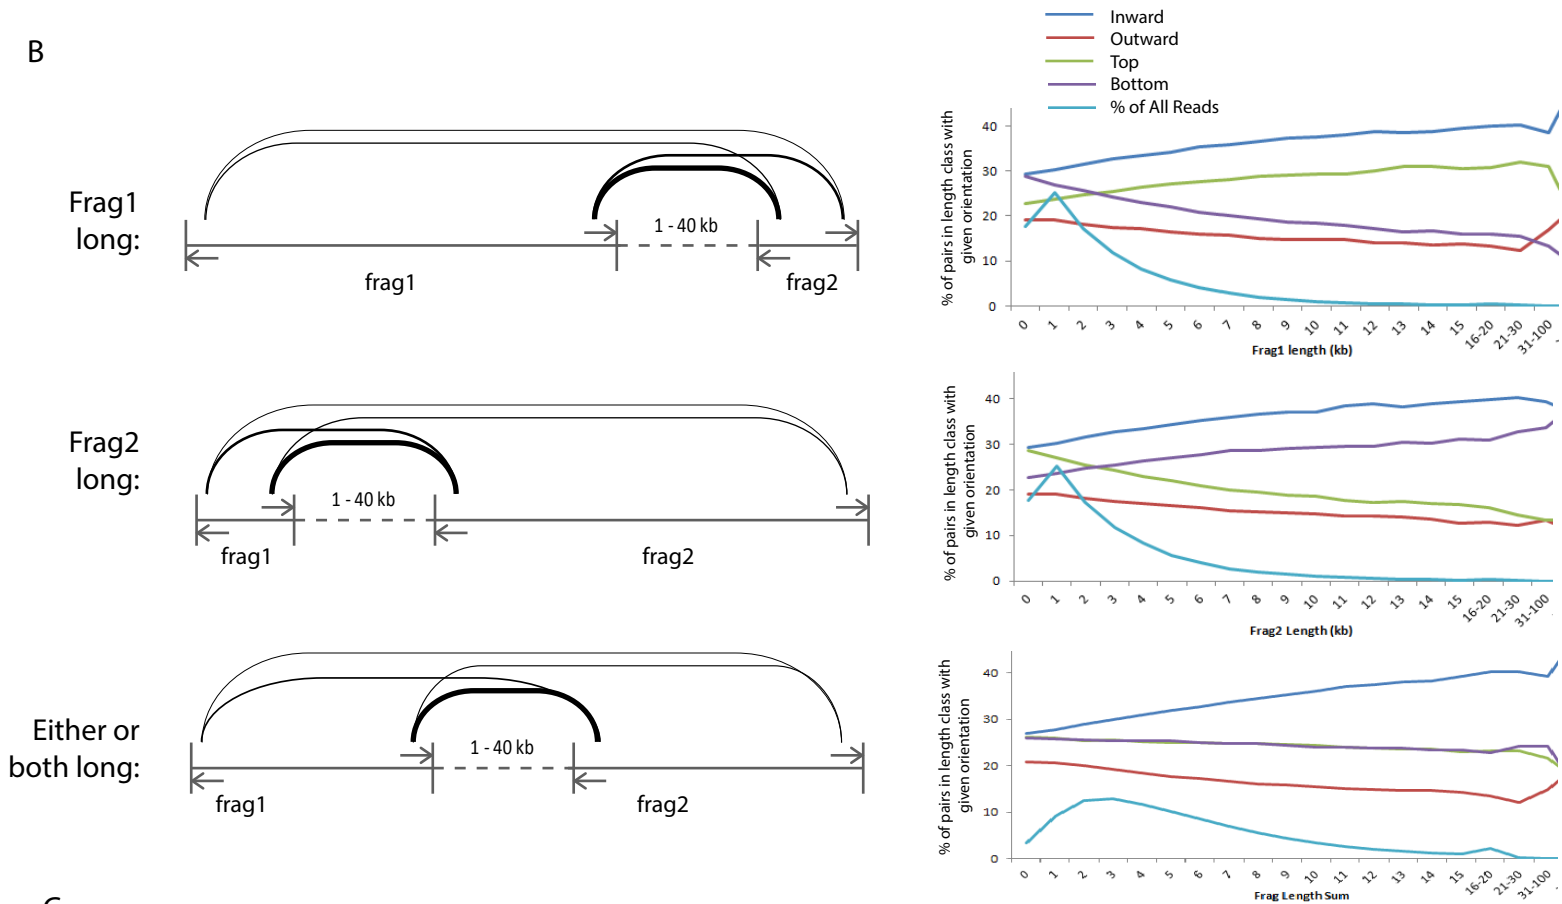 B
Inward
Outward
Top
Bottom
% of All Reads
Frag1
long:
1 - 40 kb
frag1
frag2
% of pairs in length class with
given orientation
40
30
20
10
0
0 1 2 3 4 5 6 7 8 9 10 11 12 13 14 15 16-20 21-30 31-100
Frag1 length (kb)
Frag2
long:
1 - 40 kb
frag1
frag2
% of pairs in length class with
given orientation
40
30
20
10
0
0 1 2 3 4 5 6 7 8 9 10 11 12 13 14 15 16-20 21-30 31-100
Frag2 Length (kb)
Either or
both long:
1 - 40 kb
frag1
frag2
% of pairs in length class with
given orientation
40
30
20
10
0
0 1 2 3 4 5 6 7 8 9 10 11 12 13 14 15 16-20 21-30 31-100
Frag Length Sum